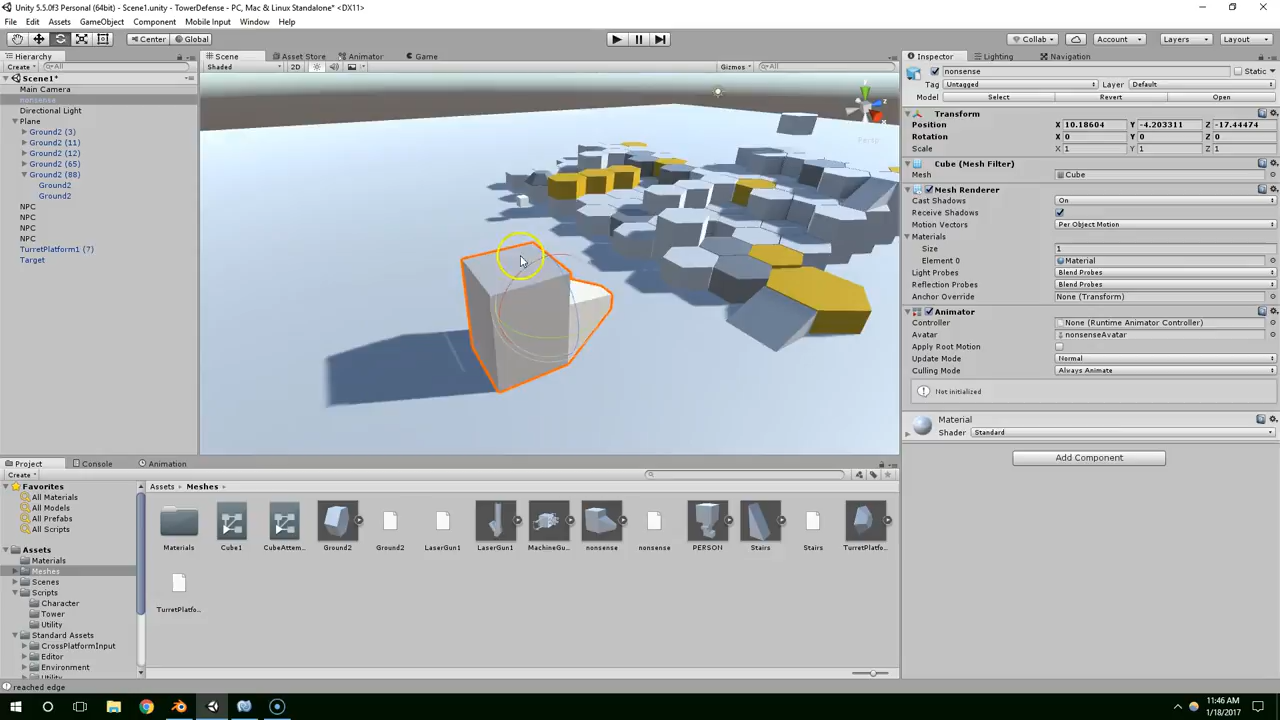 Unity 5.5.0f3 Personal (64bit) - Scene1.unity - TowerDefense - PC, Mac & Linux Standalone* <DX11>
File Edit Assets GameObject Component Mobile Input Window Help
Center Global Collab Account Layers Layout
Hierarchy
Create All
Scene1*
Main Camera
nonsense
Directional Light
Plane
Ground2 (3)
Ground2 (11)
Ground2 (12)
Ground2 (65)
Ground2 (88)
Ground2
Ground2
NPC
NPC
NPC
NPC
TurretPlatform1 (7)
Target
Scene Asset Store Animator Game
Shaded 2D Gizmos All
y
z
Persp
Inspector Lighting Navigation
nonsense Static
Tag Untagged Layer Default
Model Select Revert Open
Transform
Position X 10.18604 Y -4.203311 Z -17.44474
Rotation X 0 Y 0 Z 0
Scale X 1 Y 1 Z 1
Cube (Mesh Filter)
Mesh Cube
Mesh Renderer
Cast Shadows On
Receive Shadows
Motion Vectors Per Object Motion
Materials
Size 1
Element 0 Material
Light Probes Blend Probes
Reflection Probes Blend Probes
Anchor Override None (Transform)
Animator
Controller None (Runtime Animator Controller)
Avatar nonsenseAvatar
Apply Root Motion
Update Mode Normal
Culling Mode Always Animate
Not initialized
Material
Shader Standard
Add Component
Project Console Animation
Create
Favorites
All Materials
All Models
All Prefabs
All Scripts
Assets
Materials
Meshes
Scenes
Scripts
Character
Tower
Utility
Standard Assets
CrossPlatformInput
Editor
Environment
Utility
Assets Meshes
Materials Cube1 CubeAttem... Ground2 Ground2 LaserGun1 LaserGun1 MachineGu... nonsense nonsense PERSON Stairs Stairs TurretPlatfo...
TurretPlatfo...
reached edge
11:46 AM
1/18/2017